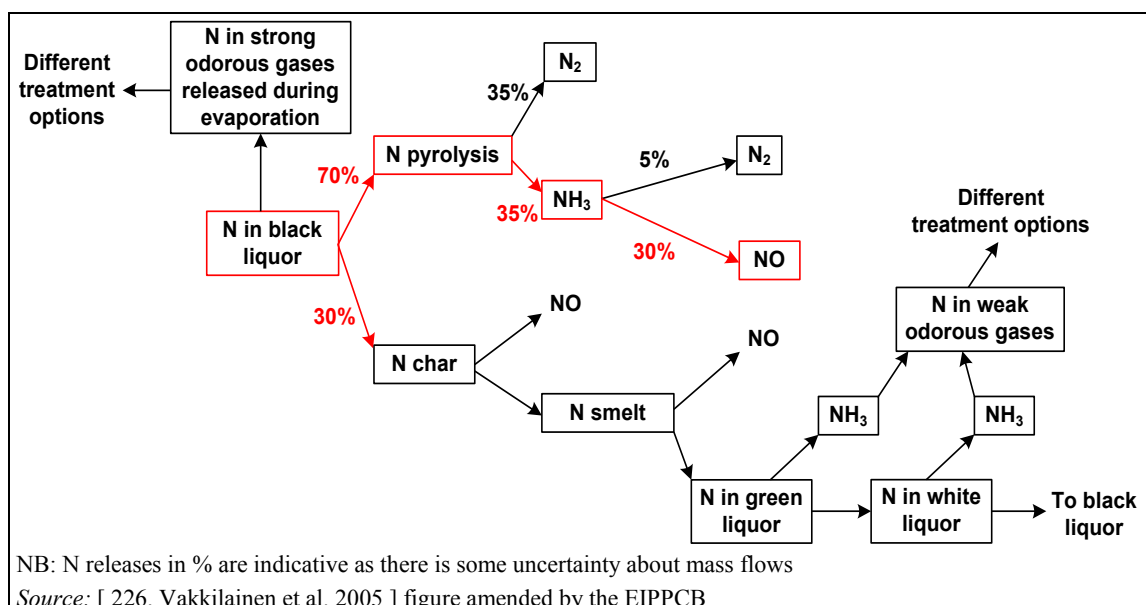 N in strong
odorous gases
released during
evaporation
Different
treatment
options
N₂
35%
N pyrolysis
5%
N₂
70%
35%
NH₃
Different
treatment options
N in black
liquor
30%
NO
30%
NO
N in weak
odorous gases
N char
NO
N smelt
NH₃
NH₃
N in green
liquor
N in white
liquor
To black
liquor
NB: N releases in % are indicative as there is some uncertainty about mass flows
Source: [ 226, Vakkilainen et al. 2005 ] figure amended by the EIPPCB